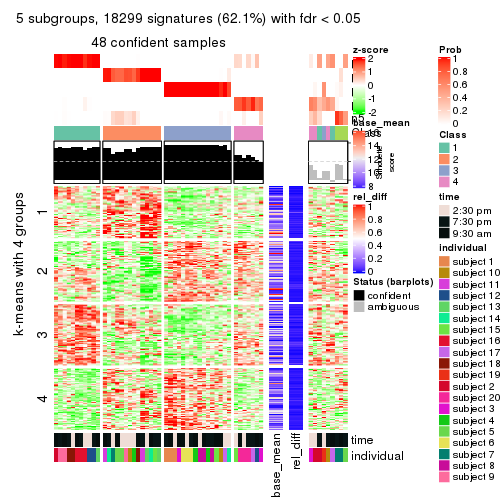 5 subgroups, 18299 signatures (62.1%) with fdr < 0.05
48 confident samples
k-means with 4 groups
1
2
3
4
p5
Class
Silhouette
score
time
individual
base_mean
rel_diff
z-score
2
1
0
-1
-2
base_mean
16
14
12
10
8
rel_diff
1
0.8
0.6
0.4
0.2
0
Status (barplots)
confident
ambiguous
Prob
1
0.8
0.6
0.4
0.2
0
Class
1
2
3
4
time
2:30 pm
7:30 pm
9:30 am
individual
subject 1
subject 10
subject 11
subject 12
subject 13
subject 14
subject 15
subject 16
subject 17
subject 18
subject 19
subject 2
subject 20
subject 3
subject 4
subject 5
subject 6
subject 7
subject 8
subject 9